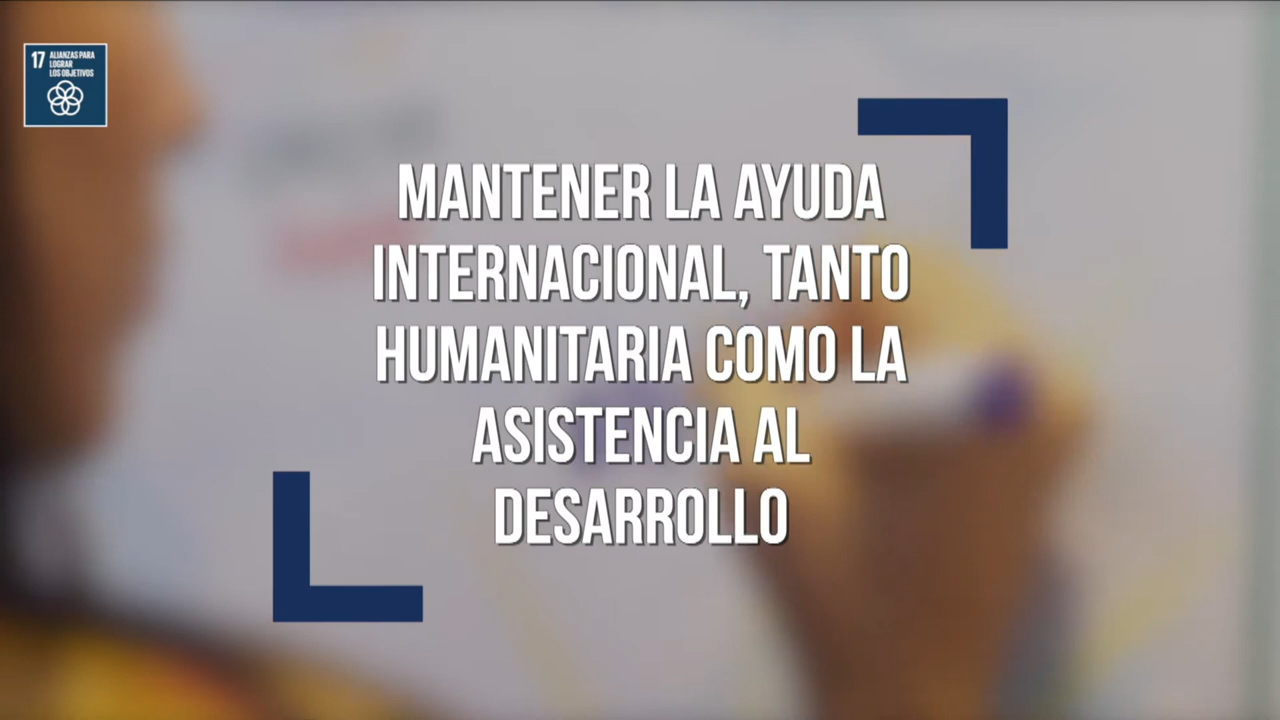 17 ALIANZAS PARA
LOGRAR
LOS OBJETIVOS
MANTENER LA AYUDA
INTERNACIONAL, TANTO
HUMANITARIA COMO LA
ASISTENCIA AL
DESARROLLO